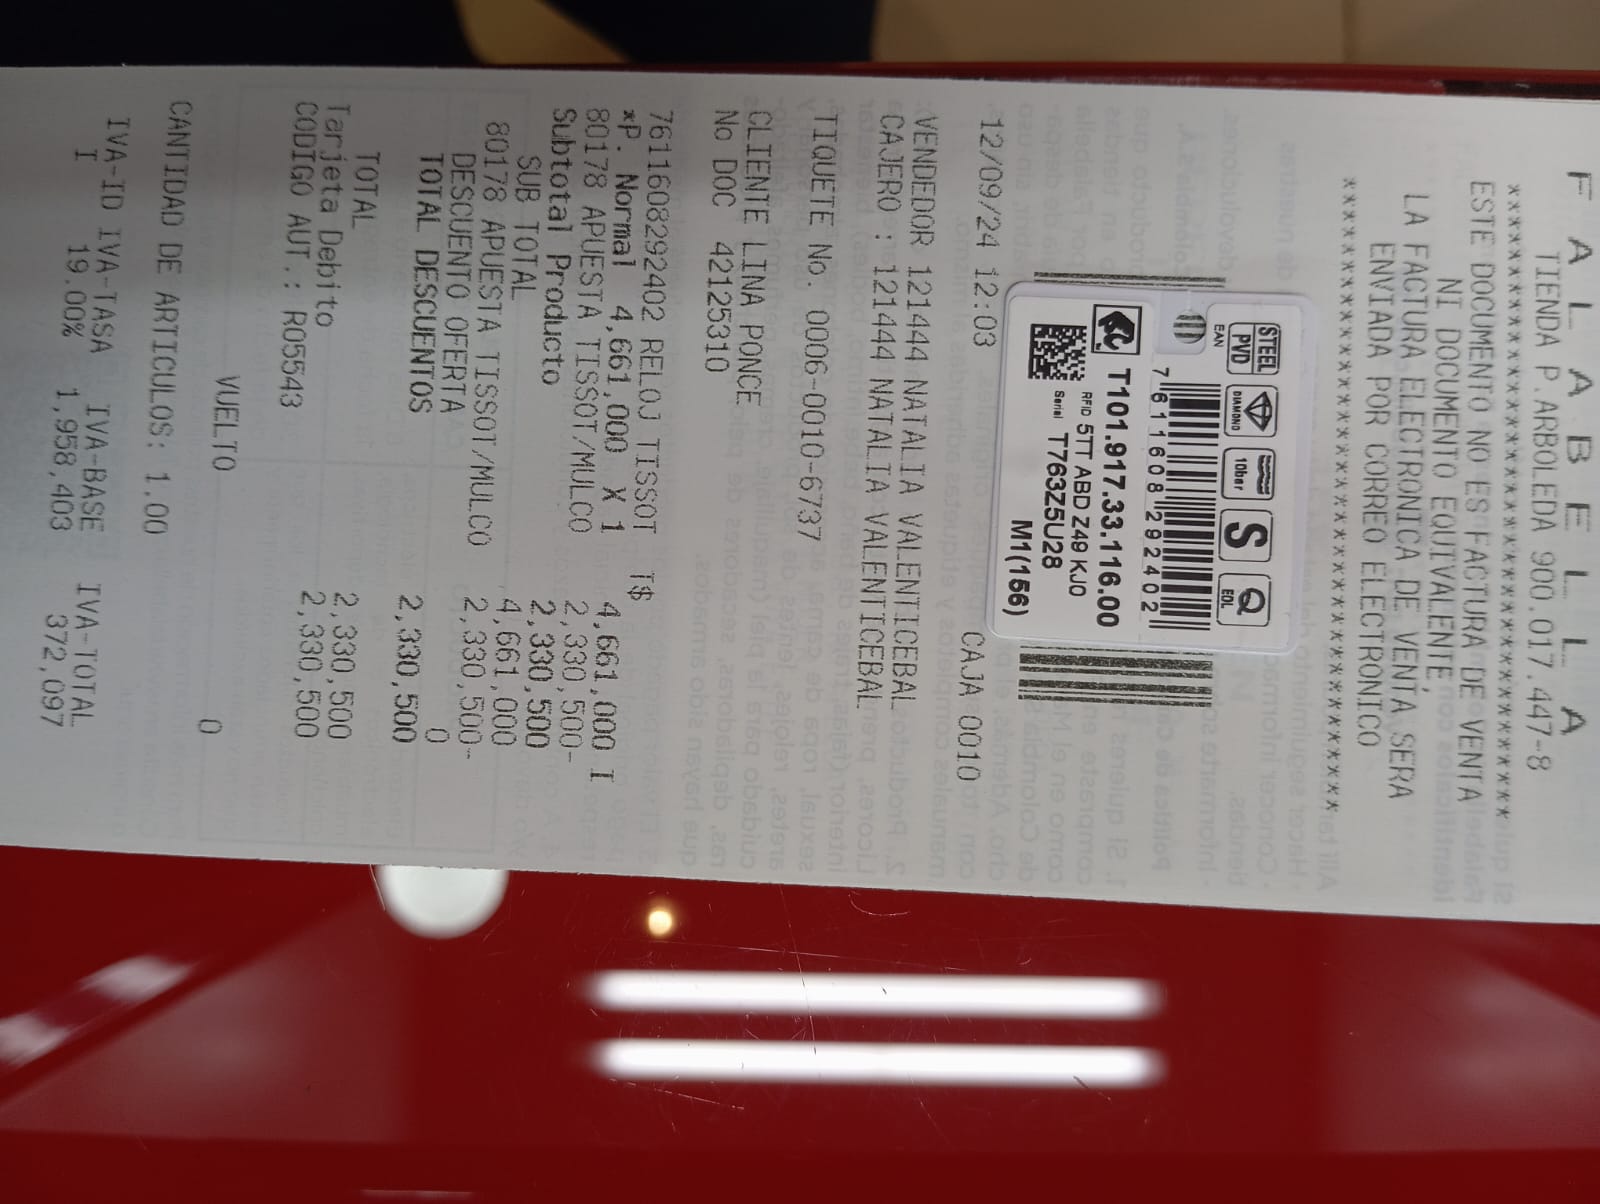 F A L A B E L L A
TIENDA P.ARBOLEDA 900.017.447-8
ESTE DOCUMENTO NO ES FACTURA DE VENTA
NI DOCUMENTO EQUIVALENTE,
LA FACTURA ELECTRONICA DE VENTA SERA
ENVIADA POR CORREO ELECTRONICO
STEEL PVD
DIAMOND
10bar
S
Q EOL
EAN
7 611608 292402
T101.917.33.116.00
RFID 5TT ABD Z49 KJ0
Serial T763Z5U28
M1(156)
12/09/24 12:03 CAJA 0010
VENDEDOR 121444 NATALIA VALENTICEBAL
CAJERO : 121444 NATALIA VALENTICEBAL
TIQUETE No. 0006-0010-6737
CLIENTE LINA PONCE
No DOC 42125310
7611608292402 RELOJ TISSOT T$
*P. Normal 4,661,000 X 1 4,661,000 I
80178 APUESTA TISSOT/MULCO 2,330,500-
Subtotal Producto 2,330,500
SUB TOTAL 4,661,000
80178 APUESTA TISSOT/MULCO 2,330,500-
DESCUENTO OFERTA 0
TOTAL DESCUENTOS 2,330,500
TOTAL 2,330,500
Tarjeta Debito 2,330,500
CODIGO AUT.: R05543
VUELTO 0
CANTIDAD DE ARTICULOS: 1.00
IVA-ID IVA-TASA IVA-BASE IVA-TOTAL
I 19.00% 1,958,403 372,097